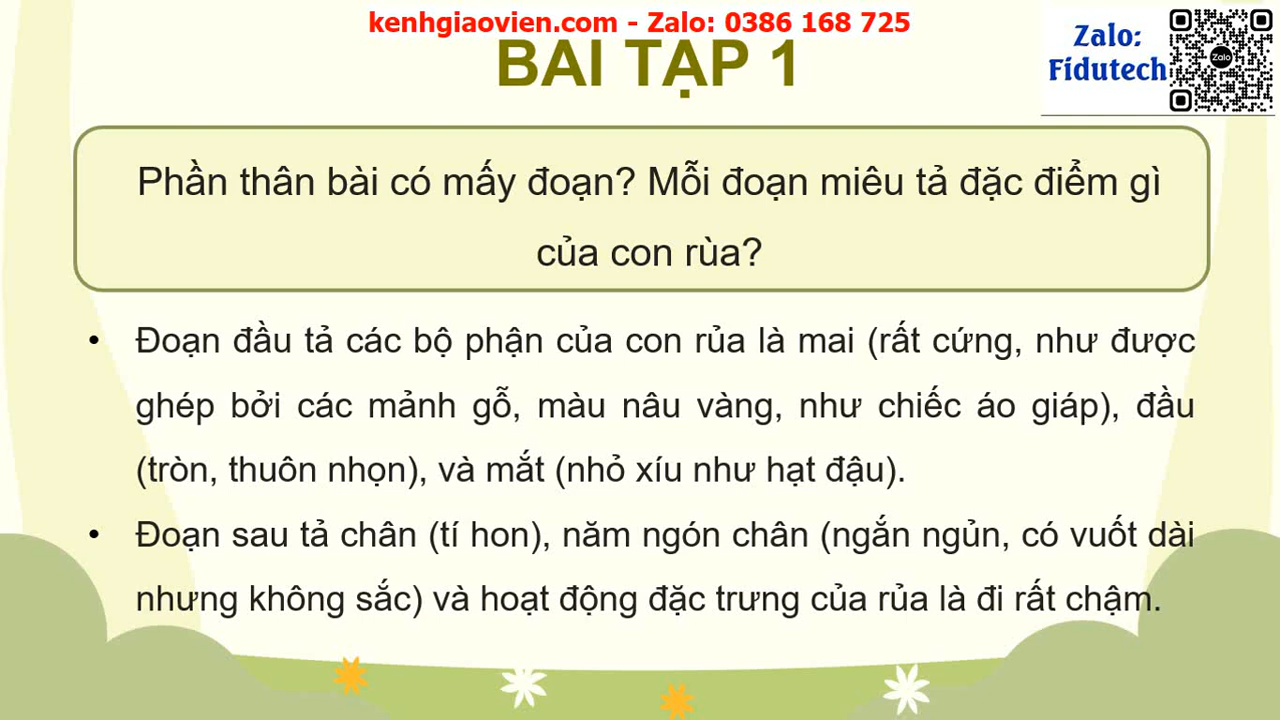 kenhgiaovien.com - Zalo: 0386 168 725
Zalo:
Fidutech
Zalo
BÀI TẬP 1
Phần thân bài có mấy đoạn? Mỗi đoạn miêu tả đặc điểm gì
của con rùa?
• Đoạn đầu tả các bộ phận của con rủa là mai (rất cứng, như được
ghép bởi các mảnh gỗ, màu nâu vàng, như chiếc áo giáp), đầu
(tròn, thuôn nhọn), và mắt (nhỏ xíu như hạt đậu).
• Đoạn sau tả chân (tí hon), năm ngón chân (ngắn ngủn, có vuốt dài
nhưng không sắc) và hoạt động đặc trưng của rủa là đi rất chậm.